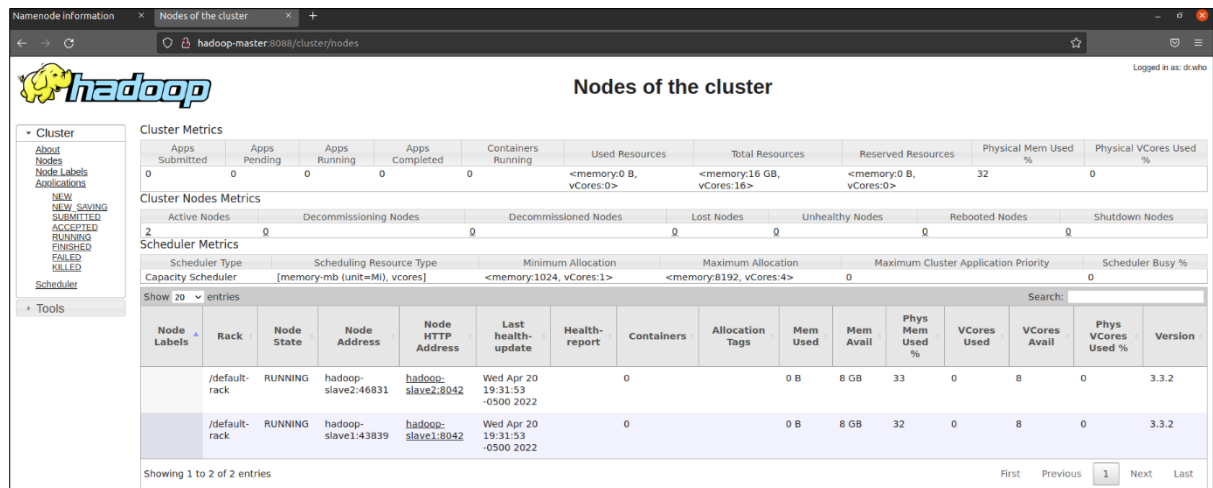 Namenode information × Nodes of the cluster × +
hadoop-master:8088/cluster/nodes
hadoop
Nodes of the cluster
Logged in as: dr.who
Cluster
About
Nodes
Node Labels
Applications
NEW
NEW_SAVING
SUBMITTED
ACCEPTED
RUNNING
FINISHED
FAILED
KILLED
Scheduler
Tools
Cluster Metrics
Apps Submitted Apps Pending Apps Running Apps Completed Containers Running Used Resources Total Resources Reserved Resources Physical Mem Used % Physical VCores Used %
0 0 0 0 0 <memory:0 B, vCores:0> <memory:16 GB, vCores:16> <memory:0 B, vCores:0> 32 0
Cluster Nodes Metrics
Active Nodes Decommissioning Nodes Decommissioned Nodes Lost Nodes Unhealthy Nodes Rebooted Nodes Shutdown Nodes
2 0 0 0 0 0 0
Scheduler Metrics
Scheduler Type Scheduling Resource Type Minimum Allocation Maximum Allocation Maximum Cluster Application Priority Scheduler Busy %
Capacity Scheduler [memory-mb (unit=Mi), vcores] <memory:1024, vCores:1> <memory:8192, vCores:4> 0 0
Show 20 entries Search:
Node Labels Rack Node State Node Address Node HTTP Address Last health-update Health-report Containers Allocation Tags Mem Used Mem Avail Phys Mem Used % VCores Used VCores Avail Phys VCores Used % Version
/default-rack RUNNING hadoop-slave2:46831 hadoop-slave2:8042 Wed Apr 20 19:31:53 -0500 2022 0 0 B 8 GB 33 0 8 0 3.3.2
/default-rack RUNNING hadoop-slave1:43839 hadoop-slave1:8042 Wed Apr 20 19:31:53 -0500 2022 0 0 B 8 GB 32 0 8 0 3.3.2
Showing 1 to 2 of 2 entries First Previous 1 Next Last